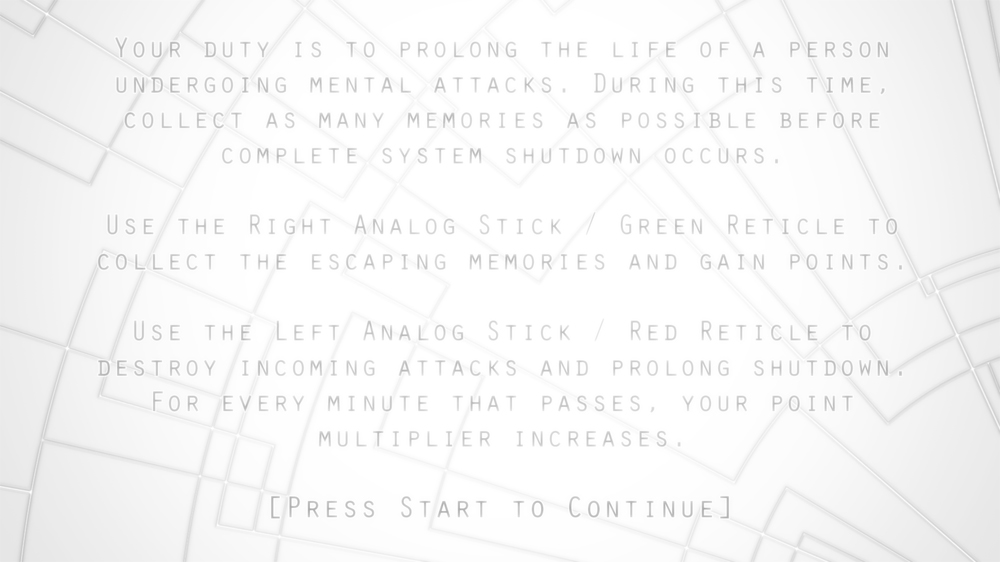 Your duty is to prolong the life of a person
undergoing mental attacks. During this time,
collect as many memories as possible before
complete system shutdown occurs.
Use the Right Analog Stick / Green Reticle to
collect the escaping memories and gain points.
Use the Left Analog Stick / Red Reticle to
destroy incoming attacks and prolong shutdown.
For every minute that passes, your point
multiplier increases.
[Press Start to Continue]